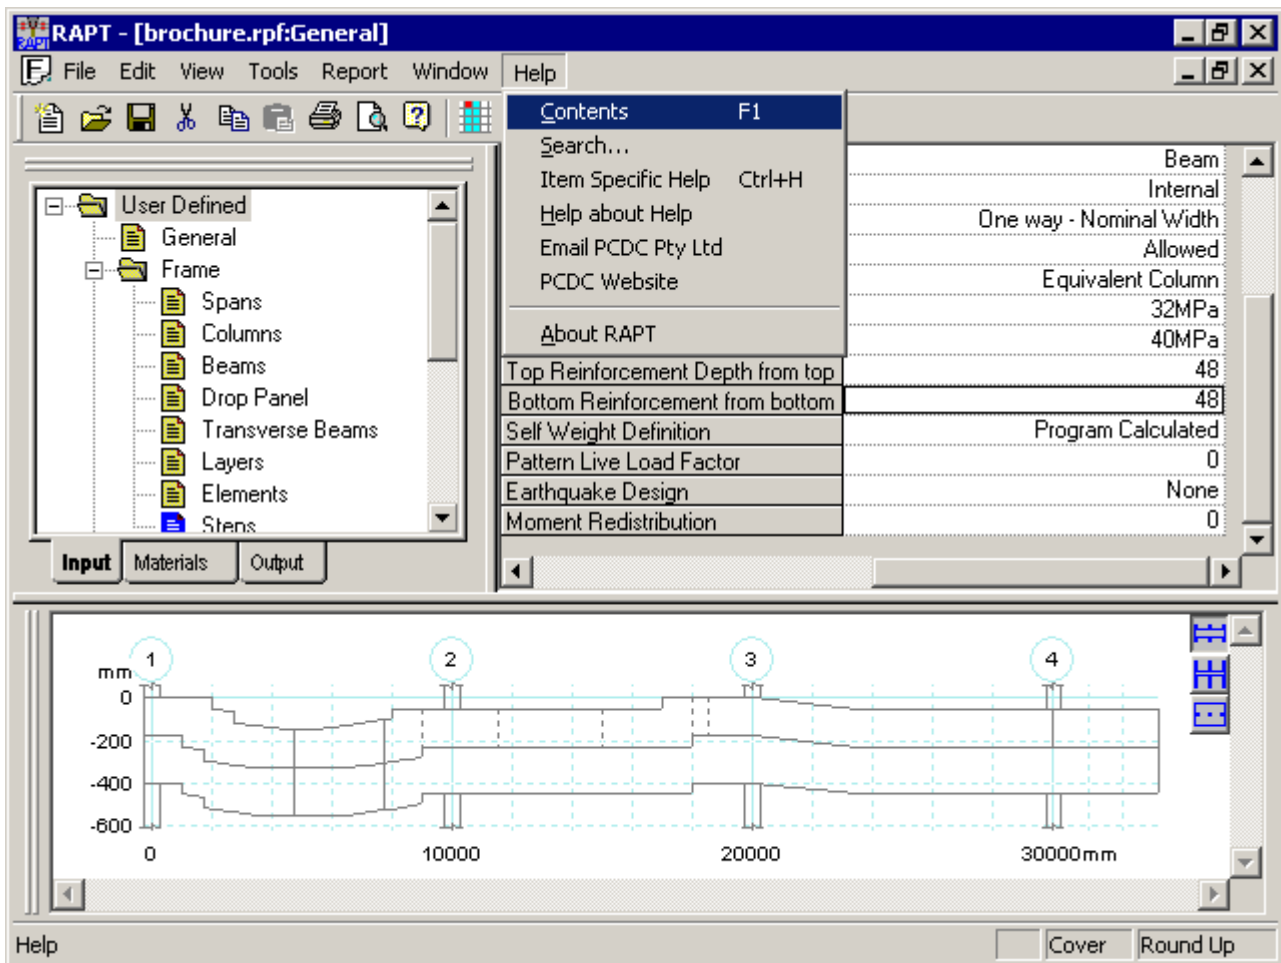 RAPT - [brochure.rpf:General]
File Edit View Tools Report Window Help
Contents F1
Search...
Item Specific Help Ctrl+H
Help about Help
Email PCDC Pty Ltd
PCDC Website
About RAPT
User Defined
General
Frame
Spans
Columns
Beams
Drop Panel
Transverse Beams
Layers
Elements
Steps
Input Materials Output
Beam
Internal
One way - Nominal Width
Allowed
Equivalent Column
32MPa
40MPa
Top Reinforcement Depth from top 48
Bottom Reinforcement from bottom 48
Self Weight Definition Program Calculated
Pattern Live Load Factor 0
Earthquake Design None
Moment Redistribution 0
mm 1 2 3 4
0
-200
-400
-600
0 10000 20000 30000mm
Help Cover Round Up